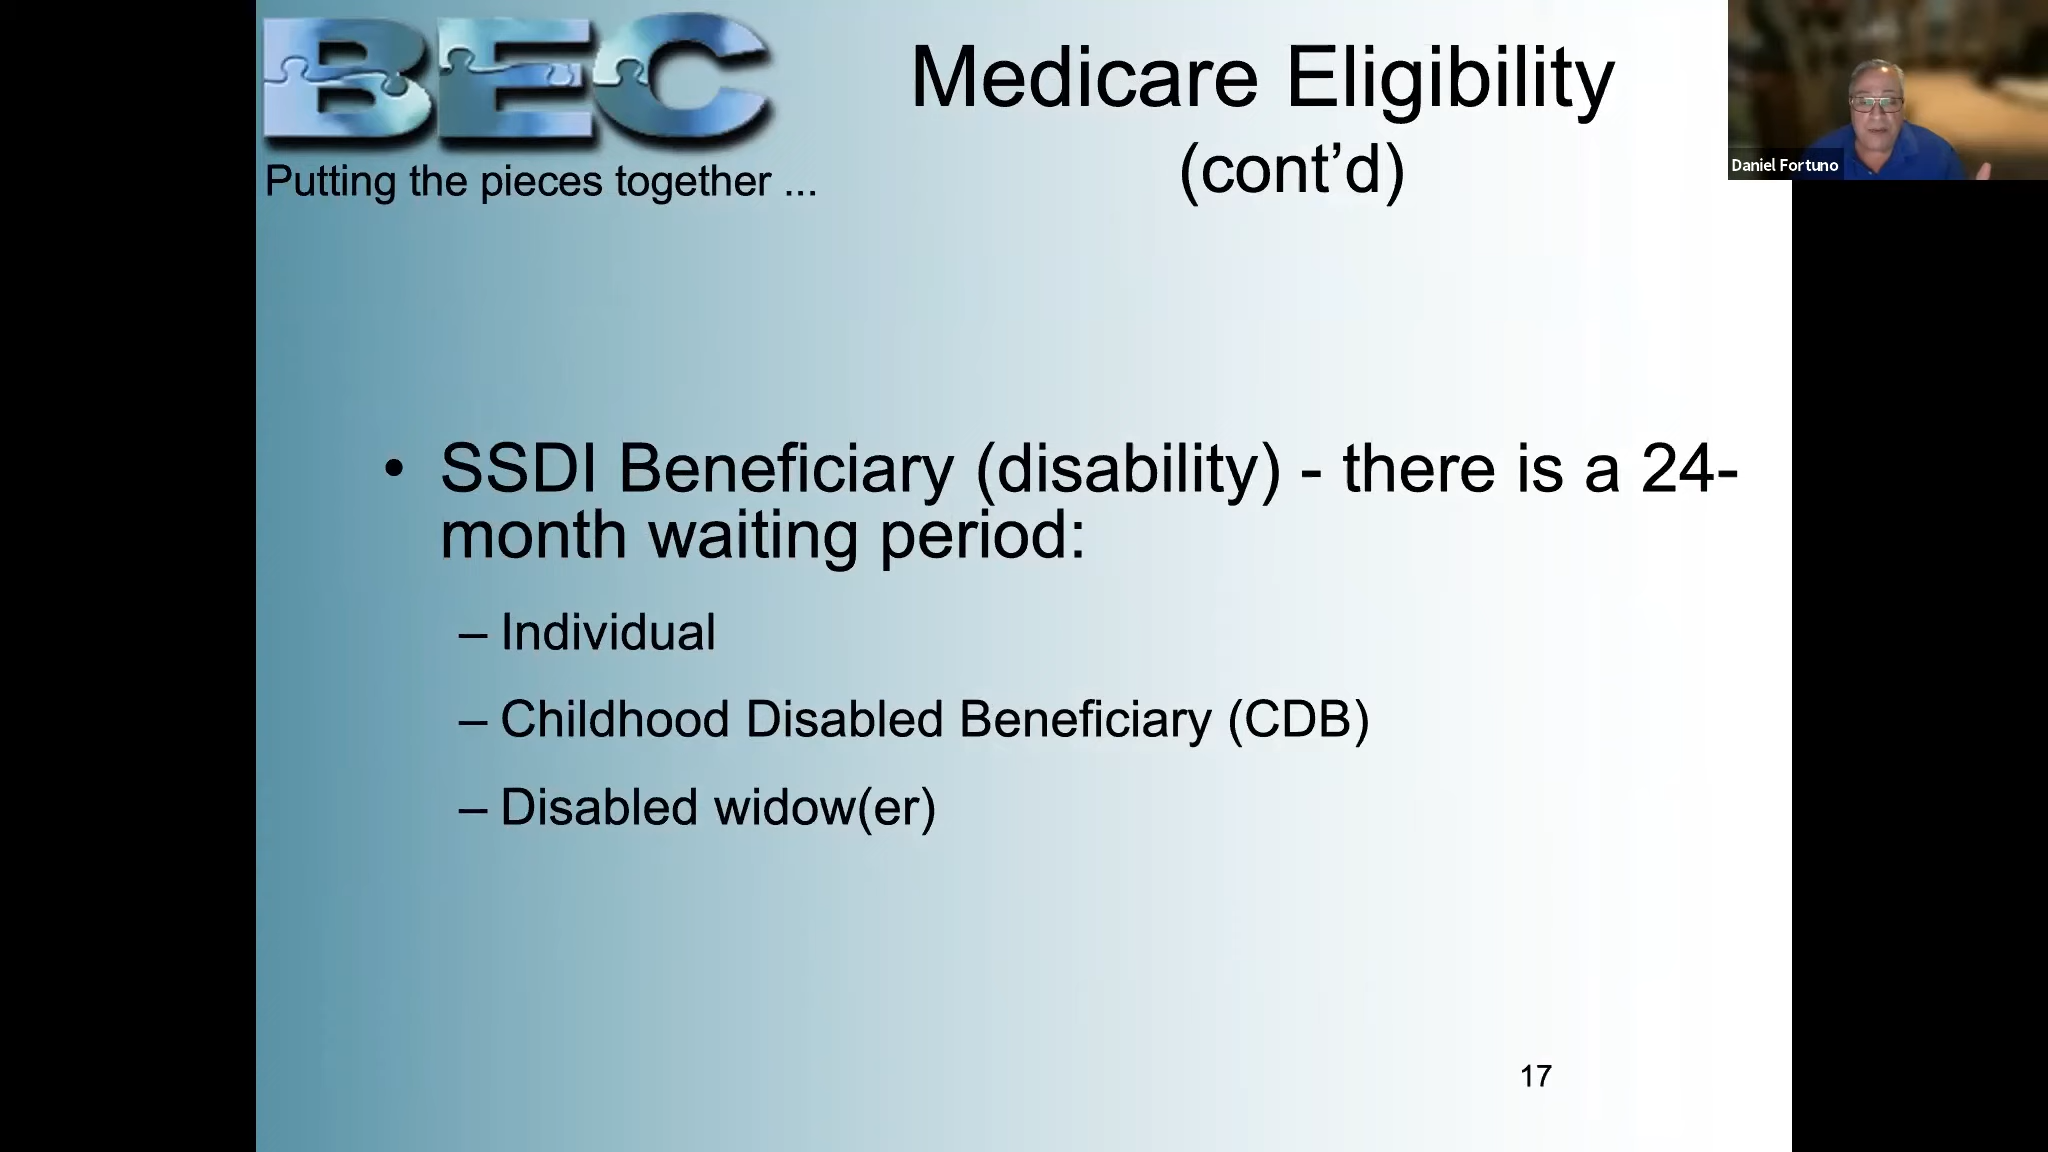 BEC
Putting the pieces together ...
Medicare Eligibility
(cont’d)
Daniel Fortuno
• SSDI Beneficiary (disability) - there is a 24-
month waiting period:
– Individual
– Childhood Disabled Beneficiary (CDB)
– Disabled widow(er)
17